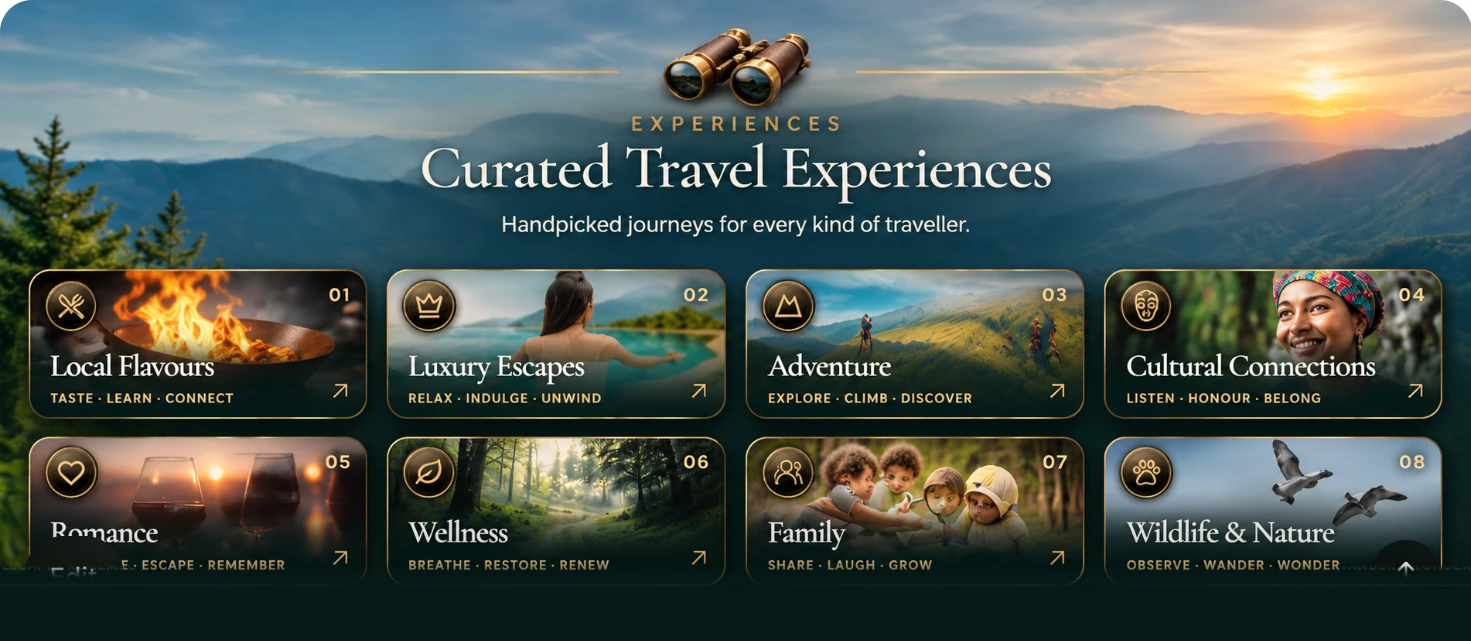 EXPERIENCES
Curated Travel Experiences
Handpicked journeys for every kind of traveller.
01
Local Flavours
TASTE · LEARN · CONNECT
02
Luxury Escapes
RELAX · INDULGE · UNWIND
03
Adventure
EXPLORE · CLIMB · DISCOVER
04
Cultural Connections
LISTEN · HONOUR · BELONG
05
Romance
· ESCAPE · REMEMBER
06
Wellness
BREATHE · RESTORE · RENEW
07
Family
SHARE · LAUGH · GROW
08
Wildlife & Nature
OBSERVE · WANDER · WONDER